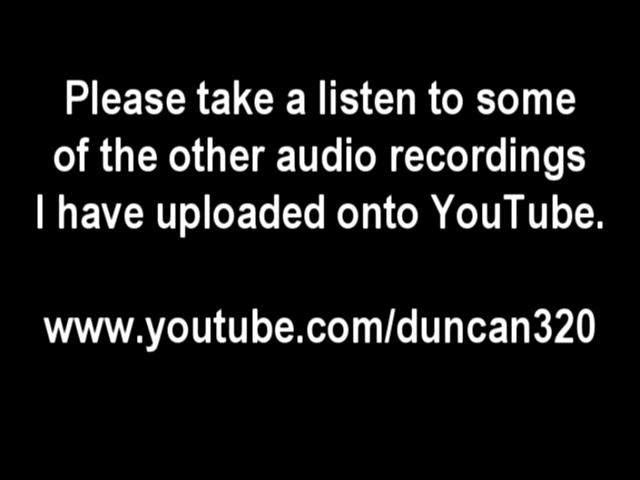 Please take a listen to some
of the other audio recordings
I have uploaded onto YouTube.
www.youtube.com/duncan320